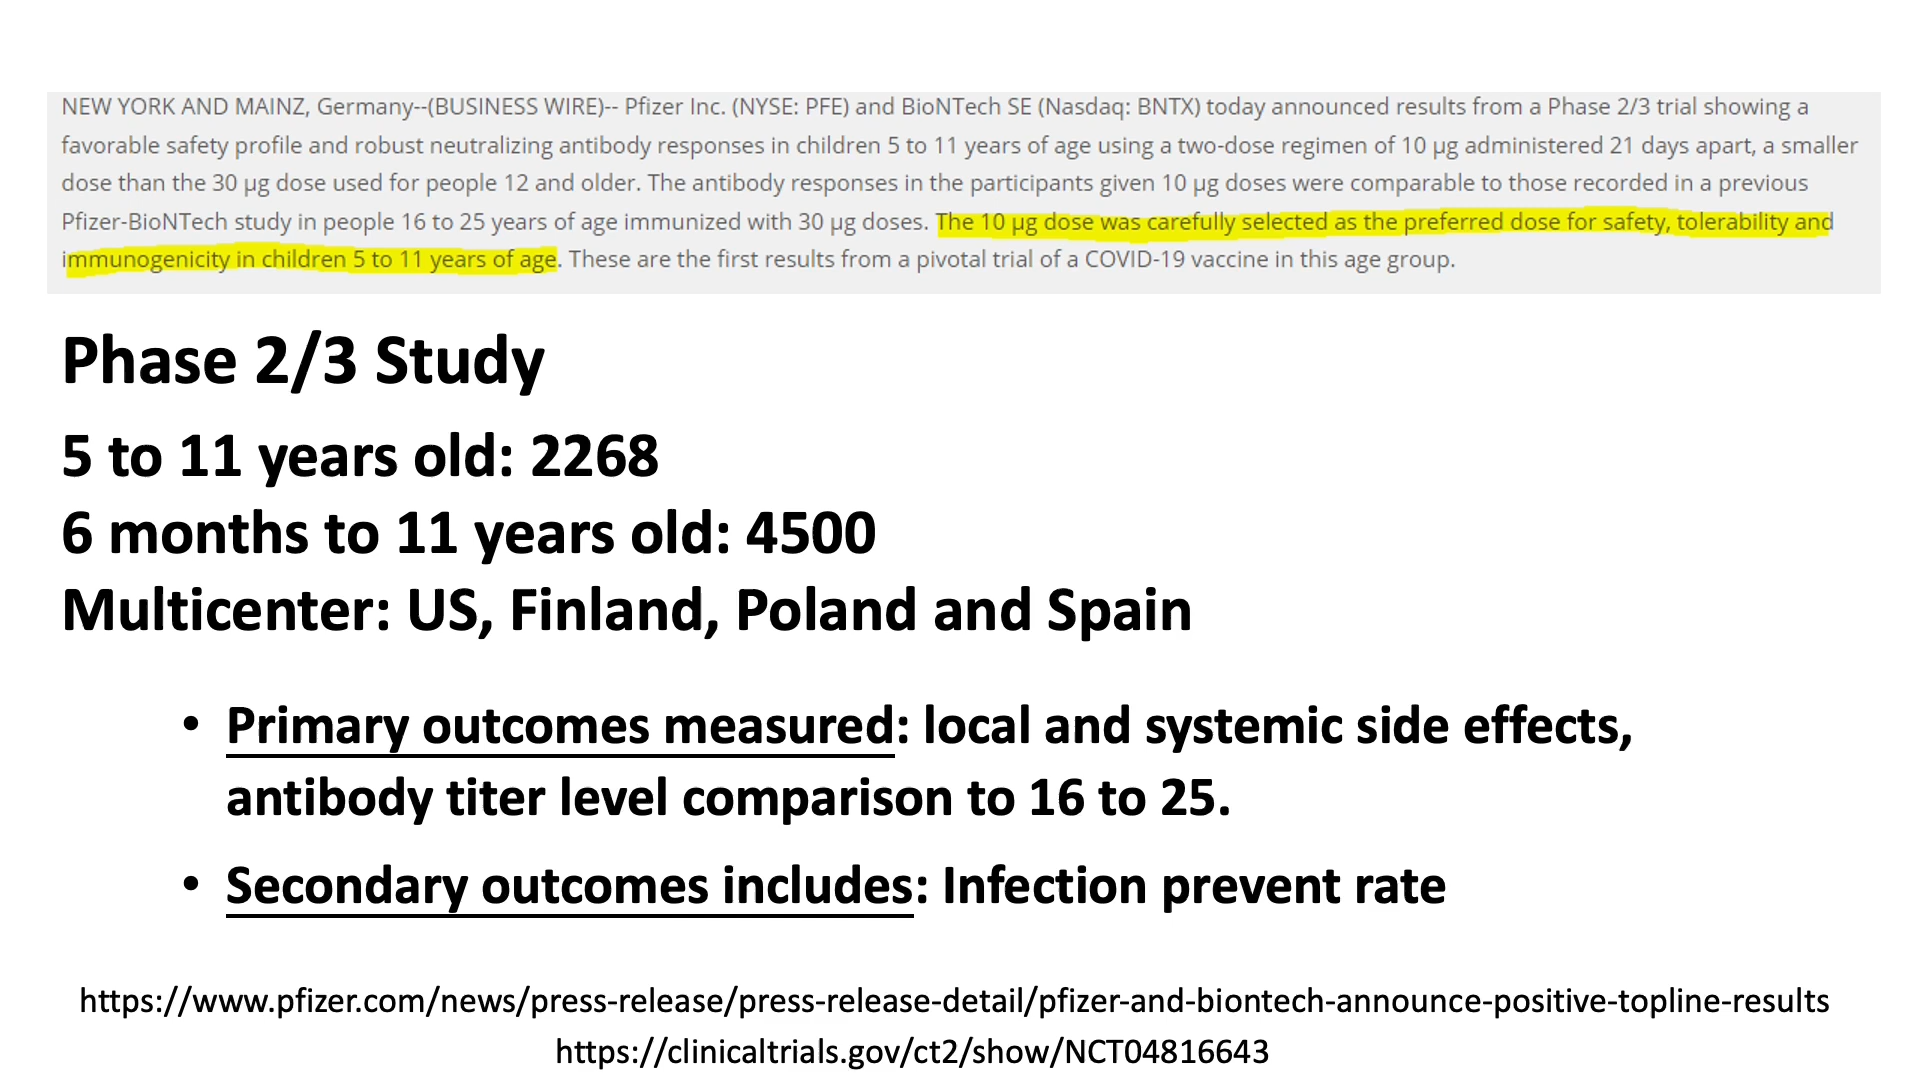 NEW YORK AND MAINZ, Germany--(BUSINESS WIRE)-- Pfizer Inc. (NYSE: PFE) and BioNTech SE (Nasdaq: BNTX) today announced results from a Phase 2/3 trial showing a
favorable safety profile and robust neutralizing antibody responses in children 5 to 11 years of age using a two-dose regimen of 10 µg administered 21 days apart, a smaller
dose than the 30 µg dose used for people 12 and older. The antibody responses in the participants given 10 µg doses were comparable to those recorded in a previous
Pfizer-BioNTech study in people 16 to 25 years of age immunized with 30 µg doses. The 10 µg dose was carefully selected as the preferred dose for safety, tolerability and
immunogenicity in children 5 to 11 years of age. These are the first results from a pivotal trial of a COVID-19 vaccine in this age group.
Phase 2/3 Study
5 to 11 years old: 2268
6 months to 11 years old: 4500
Multicenter: US, Finland, Poland and Spain
• Primary outcomes measured: local and systemic side effects,
antibody titer level comparison to 16 to 25.
• Secondary outcomes includes: Infection prevent rate
https://www.pfizer.com/news/press-release/press-release-detail/pfizer-and-biontech-announce-positive-topline-results
https://clinicaltrials.gov/ct2/show/NCT04816643